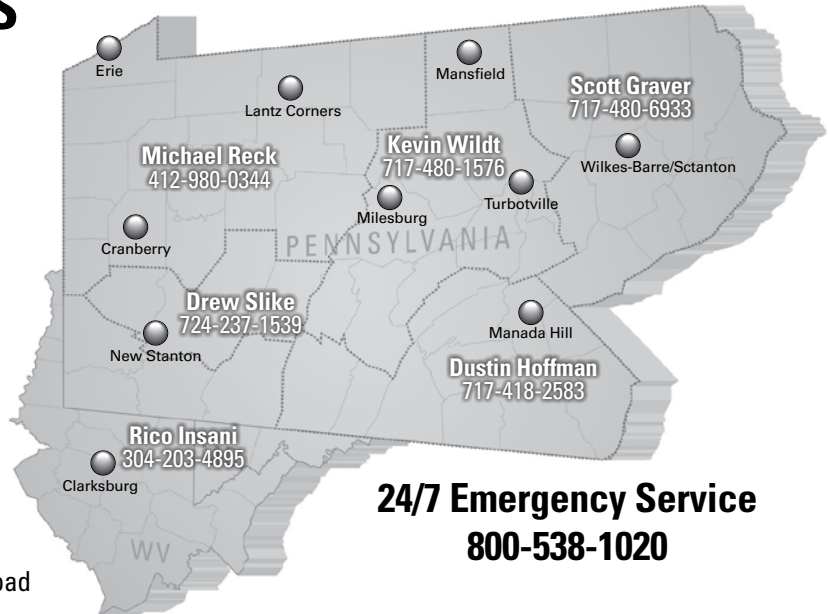 S
Erie
Lantz Corners
Mansfield
Scott Graver
717-480-6933
Michael Reck
412-980-0344
Kevin Wildt
717-480-1576
Wilkes-Barre/Sctanton
Milesburg
Turbotville
Cranberry
PENNSYLVANIA
Drew Slike
724-237-1539
New Stanton
Manada Hill
Dustin Hoffman
717-418-2583
Rico Insani
304-203-4895
Clarksburg
24/7 Emergency Service
800-538-1020
WV
oad